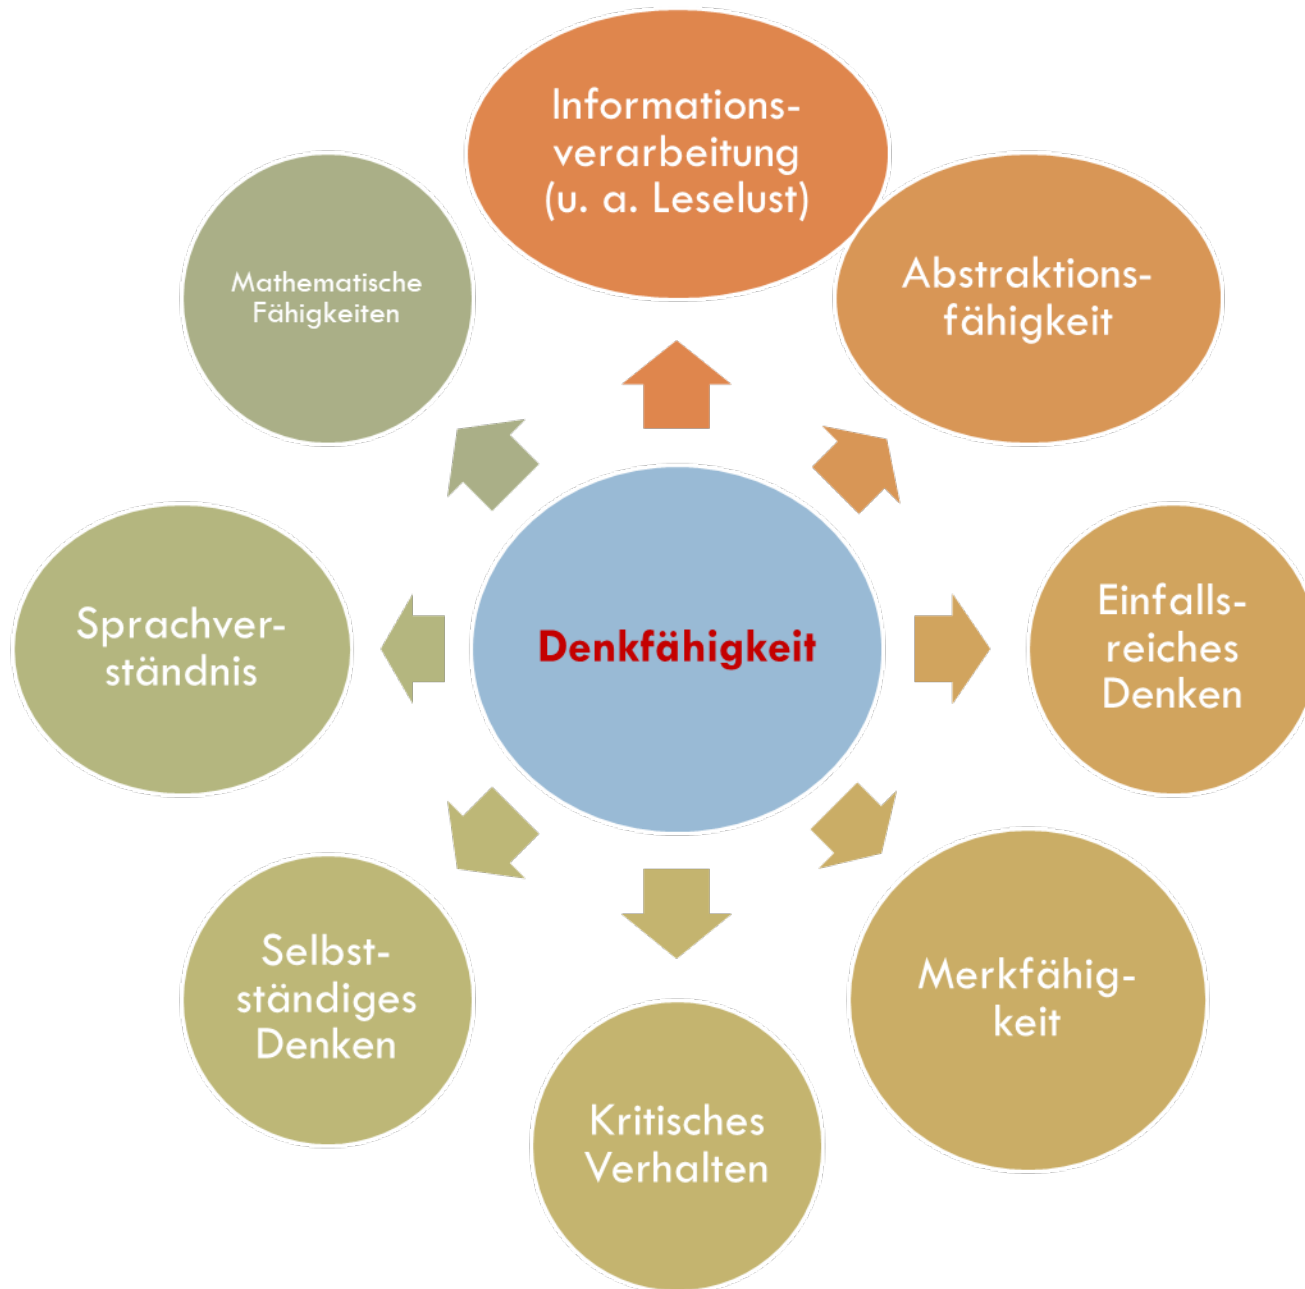 Informations-
verarbeitung
(u. a. Leselust)
Abstraktions-
fähigkeit
Einfalls-
reiches
Denken
Merkfähig-
keit
Kritisches
Verhalten
Selbst-
ständiges
Denken
Sprachver-
ständnis
Mathematische
Fähigkeiten
Denkfähigkeit